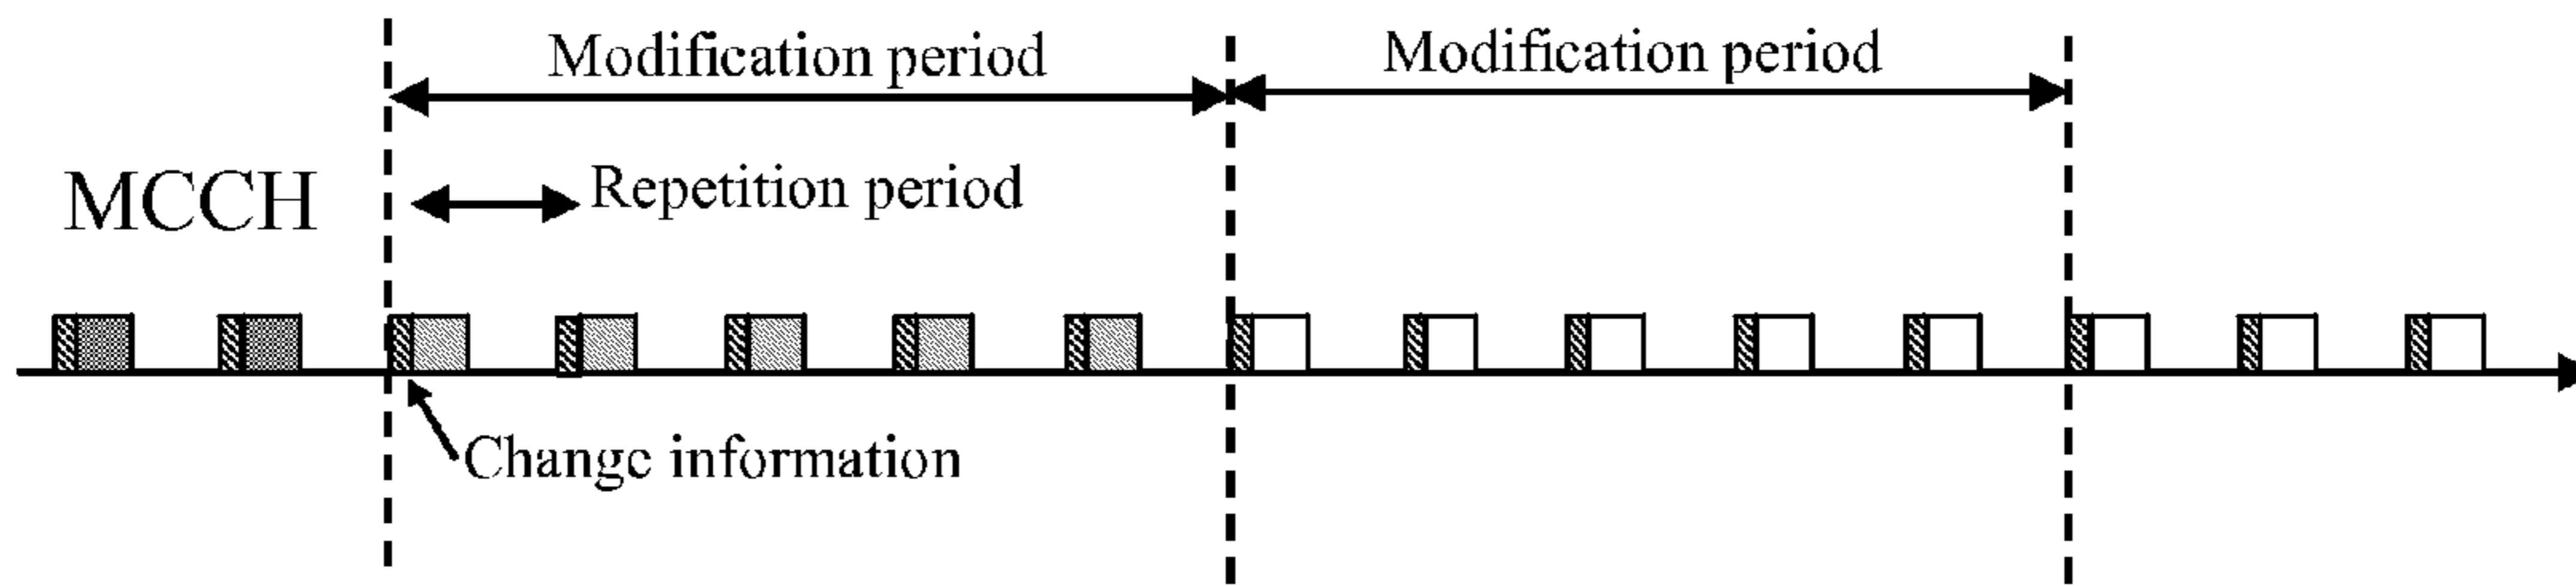 Modification period
Modification period
MCCH
Repetition period
Change information